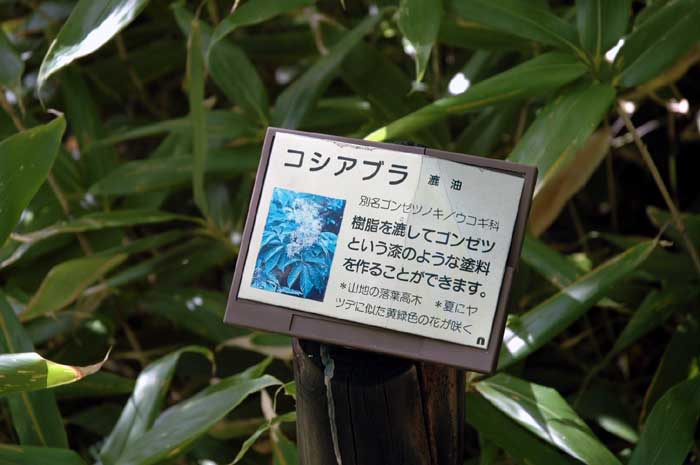 コシアブラ 漉油
別名ゴンゼツノキ／ウコギ科
樹脂を漉してゴンゼツ
という漆のような塗料
を作ることができます。
＊山地の落葉高木 ＊夏にヤ
ツデに似た黄緑色の花が咲く
n